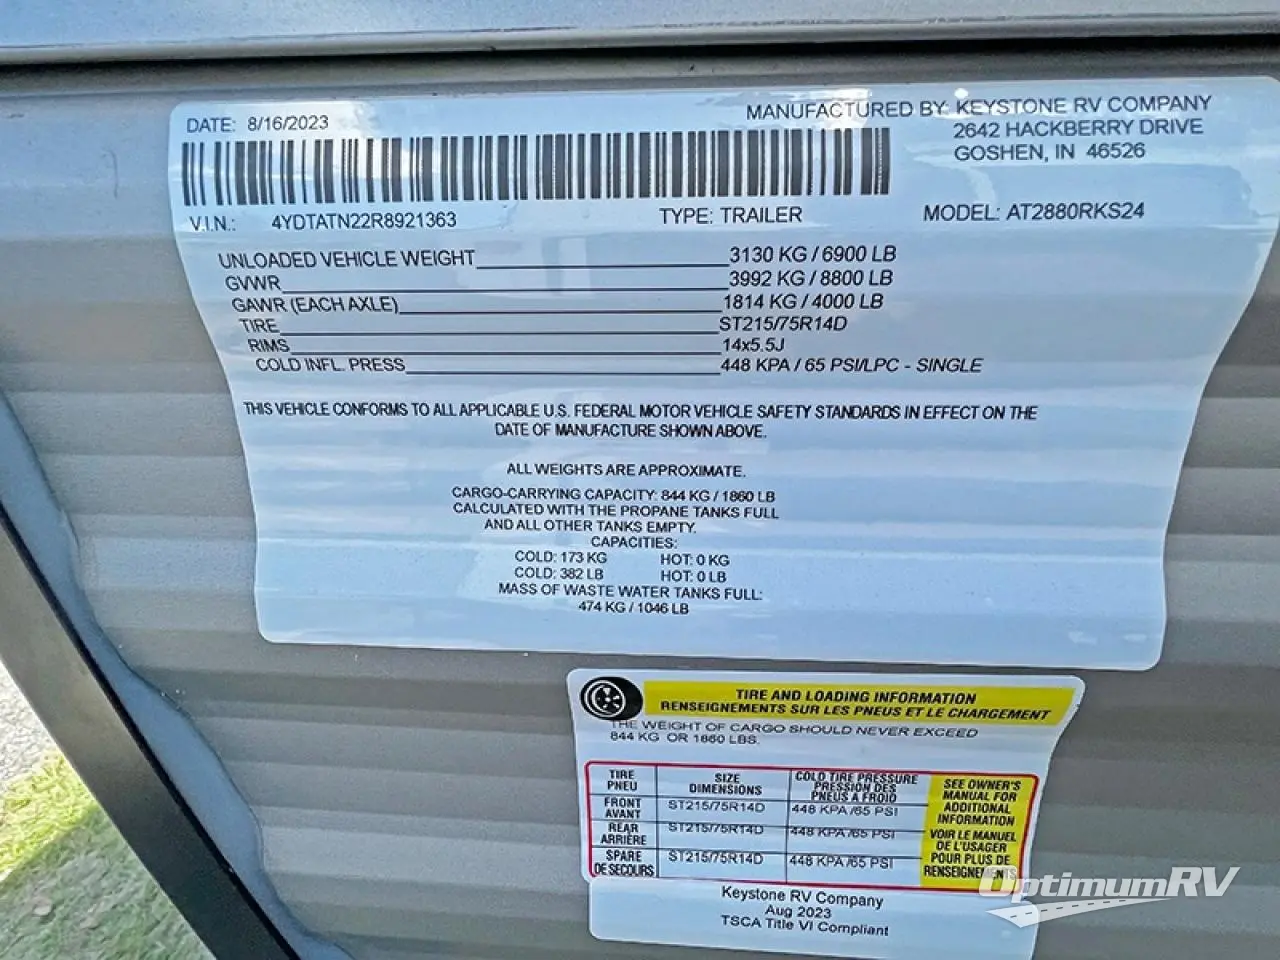 DATE: 8/16/2023
MANUFACTURED BY: KEYSTONE RV COMPANY
2642 HACKBERRY DRIVE
GOSHEN, IN 46526
V.I.N.: 4YDTATN22R8921363 TYPE: TRAILER MODEL: AT2880RKS24
UNLOADED VEHICLE WEIGHT 3130 KG / 6900 LB
GVWR 3992 KG / 8800 LB
GAWR (EACH AXLE) 1814 KG / 4000 LB
TIRE ST215/75R14D
RIMS 14x5.5J
COLD INFL. PRESS 448 KPA / 65 PSI/LPC - SINGLE
THIS VEHICLE CONFORMS TO ALL APPLICABLE U.S. FEDERAL MOTOR VEHICLE SAFETY STANDARDS IN EFFECT ON THE
DATE OF MANUFACTURE SHOWN ABOVE.
ALL WEIGHTS ARE APPROXIMATE.
CARGO-CARRYING CAPACITY: 844 KG / 1860 LB
CALCULATED WITH THE PROPANE TANKS FULL
AND ALL OTHER TANKS EMPTY.
CAPACITIES:
COLD: 173 KG HOT: 0 KG
COLD: 382 LB HOT: 0 LB
MASS OF WASTE WATER TANKS FULL:
474 KG / 1046 LB
TIRE AND LOADING INFORMATION
RENSEIGNEMENTS SUR LES PNEUS ET LE CHARGEMENT
THE WEIGHT OF CARGO SHOULD NEVER EXCEED
844 KG OR 1860 LBS.
TIRE
PNEU
SIZE
DIMENSIONS
COLD TIRE PRESSURE
PRESSION DES
PNEUS A FROID
FRONT
AVANT
ST215/75R14D
448 KPA /65 PSI
REAR
ARRIÈRE
ST215/75R14D
448 KPA /65 PSI
SPARE
DE SECOURS
ST215/75R14D
448 KPA /65 PSI
SEE OWNER'S
MANUAL FOR
ADDITIONAL
INFORMATION
VOIR LE MANUEL
DE L'USAGER
POUR PLUS DE
RENSEIGNEMENTS
Keystone RV Company
Aug 2023
TSCA Title VI Compliant
OptimumRV